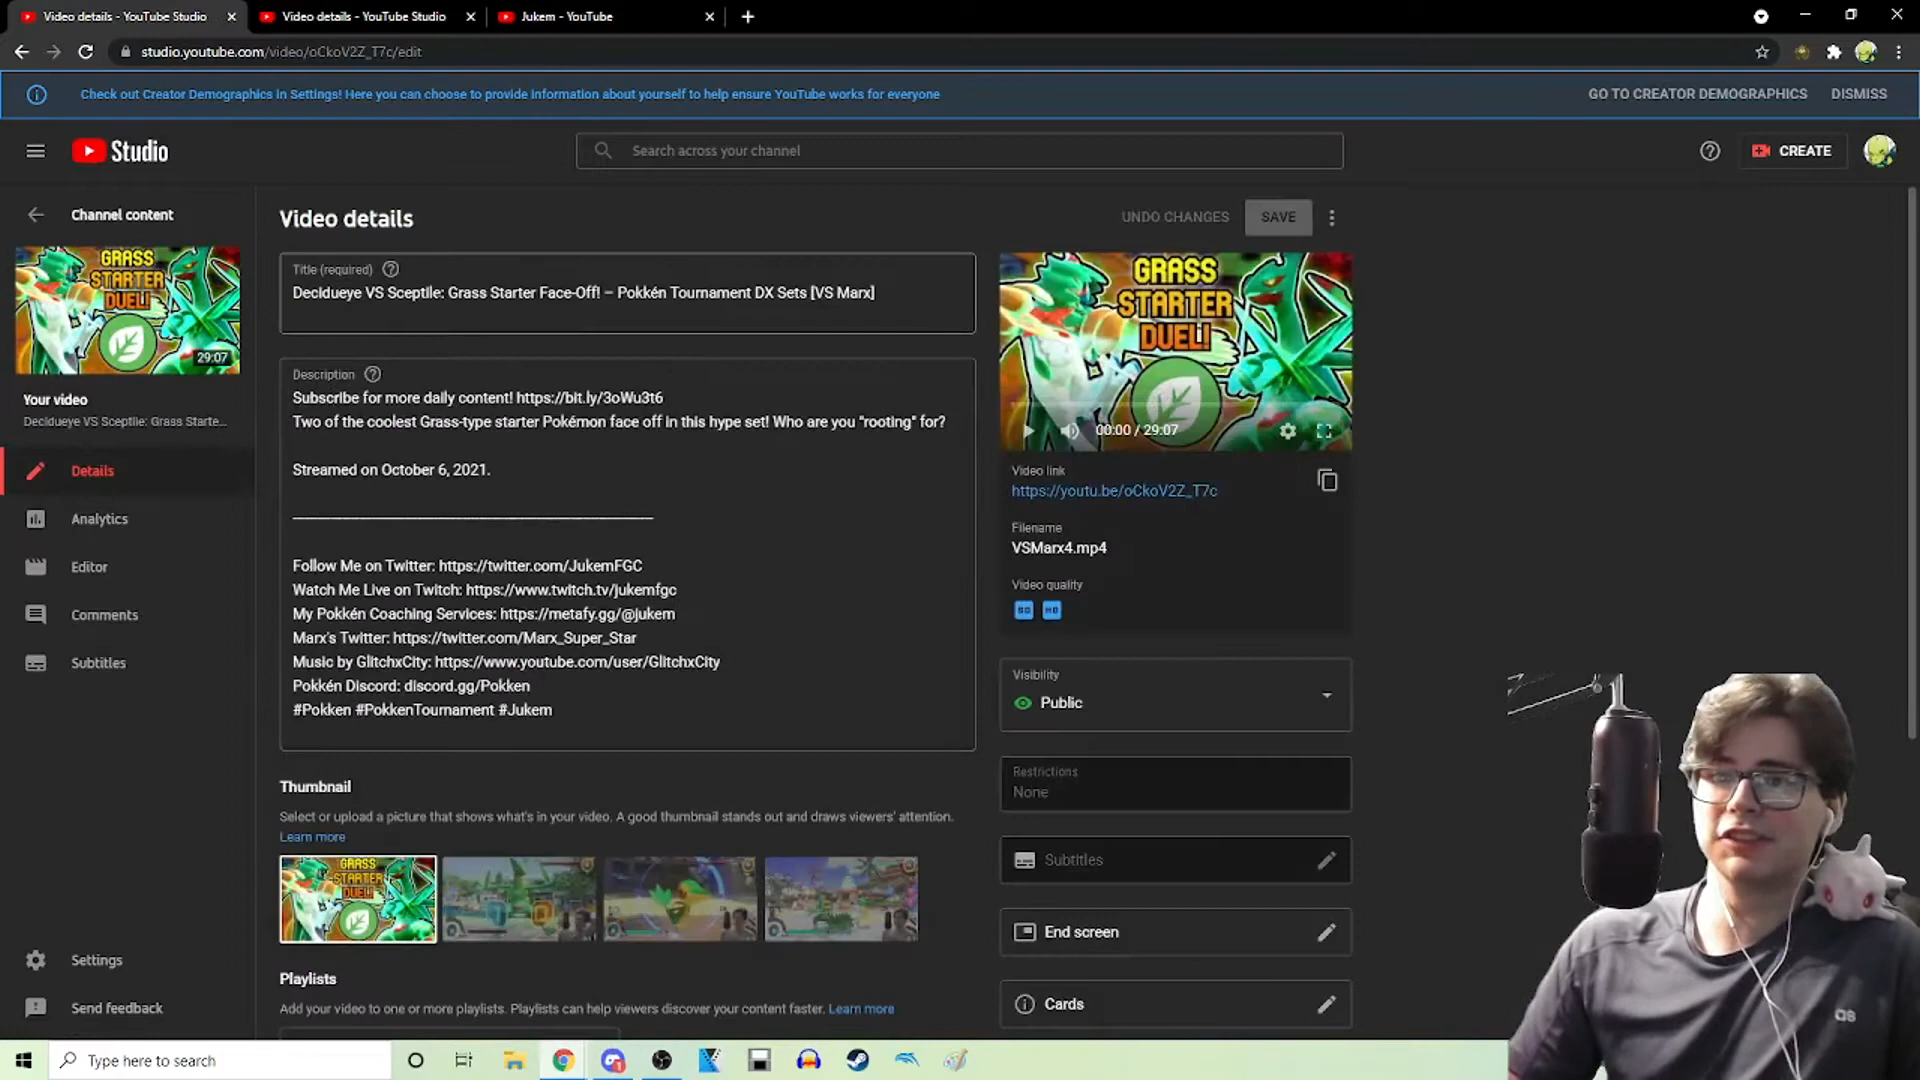 Video details - YouTube Studio
Video details - YouTube Studio
Jukem - YouTube
studio.youtube.com/video/oCkoV2Z_T7c/edit
Check out Creator Demographics in Settings! Here you can choose to provide information about yourself to help ensure YouTube works for everyone
GO TO CREATOR DEMOGRAPHICS
DISMISS
Studio
Search across your channel
CREATE
Channel content
GRASS
STARTER
DUEL!
29:07
Your video
Decidueye VS Sceptile: Grass Starte...
Details
Analytics
Editor
Comments
Subtitles
Settings
Send feedback
Video details
UNDO CHANGES
SAVE
Title (required)
Decidueye VS Sceptile: Grass Starter Face-Off! – Pokkén Tournament DX Sets [VS Marx]
Description
Subscribe for more daily content! https://bit.ly/3oWu3t6
Two of the coolest Grass-type starter Pokémon face off in this hype set! Who are you "rooting" for?
Streamed on October 6, 2021.
Follow Me on Twitter: https://twitter.com/JukemFGC
Watch Me Live on Twitch: https://www.twitch.tv/jukemfgc
My Pokkén Coaching Services: https://metafy.gg/@jukem
Marx's Twitter: https://twitter.com/Marx_Super_Star
Music by GlitchxCity: https://www.youtube.com/user/GlitchxCity
Pokkén Discord: discord.gg/Pokken
#Pokken #PokkenTournament #Jukem
Thumbnail
Select or upload a picture that shows what's in your video. A good thumbnail stands out and draws viewers' attention.
Learn more
GRASS
STARTER
DUEL!
Playlists
Add your video to one or more playlists. Playlists can help viewers discover your content faster. Learn more
GRASS
STARTER
DUEL!
00:00 / 29:07
Video link
https://youtu.be/oCkoV2Z_T7c
Filename
VSMarx4.mp4
Video quality
SD HD
Visibility
Public
Restrictions
None
Subtitles
End screen
Cards
Type here to search